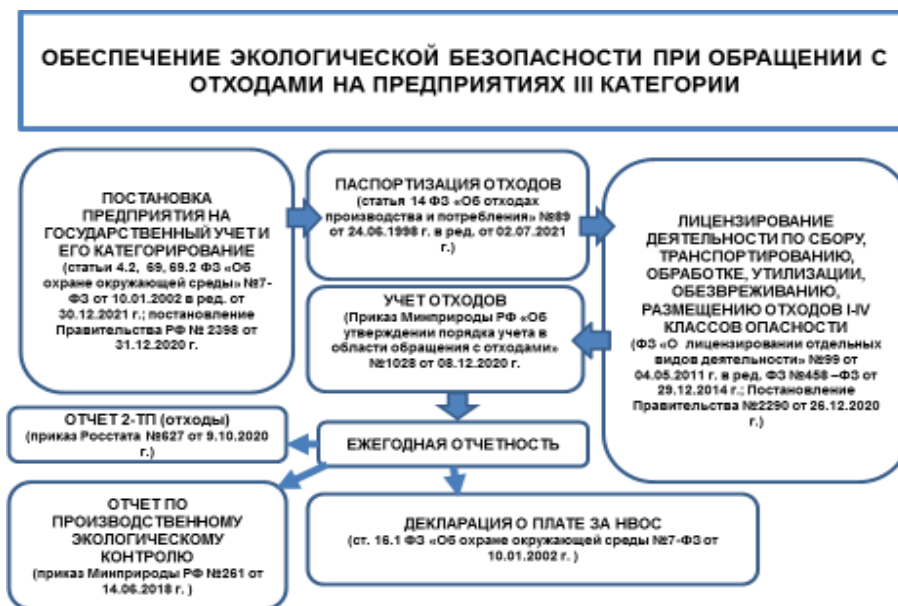 ОБЕСПЕЧЕНИЕ ЭКОЛОГИЧЕСКОЙ БЕЗОПАСНОСТИ ПРИ ОБРАЩЕНИИ С
ОТХОДАМИ НА ПРЕДПРИЯТИЯХ III КАТЕГОРИИ
ПОСТАНОВКА
ПРЕДПРИЯТИЯ НА
ГОСУДАРСТВЕННЫЙ УЧЕТ И
ЕГО КАТЕГОРИРОВАНИЕ
(статьи 4.2, 69, 69.2 ФЗ «Об
охране окружающей среды» №7-
ФЗ от 10.01.2002 в ред. от
30.12.2021 г.; постановление
Правительства РФ № 2398 от
31.12.2020 г.
ПАСПОРТИЗАЦИЯ ОТХОДОВ
(статья 14 ФЗ «Об отходах
производства и потребления» №89
от 24.06.1998 г. в ред. от 02.07.2021
г.)
ЛИЦЕНЗИРОВАНИЕ
ДЕЯТЕЛЬНОСТИ ПО СБОРУ,
ТРАНСПОРТИРОВАНИЮ,
ОБРАБОТКЕ, УТИЛИЗАЦИИ,
ОБЕЗВРЕЖИВАНИЮ,
РАЗМЕЩЕНИЮ ОТХОДОВ I-IV
КЛАССОВ ОПАСНОСТИ
(ФЗ «О лицензировании отдельных
видов деятельности» №99 от
04.05.2011 г. в ред. ФЗ №458 –ФЗ от
29.12.2014 г.; Постановление
Правительства №2290 от 26.12.2020
г.)
УЧЕТ ОТХОДОВ
(Приказ Минприроды РФ «Об
утверждении порядка учета в
области обращения с отходами»
№1028 от 08.12.2020 г.
ЕЖЕГОДНАЯ ОТЧЕТНОСТЬ
ОТЧЕТ 2-ТП (отходы)
(приказ Росстата №627 от 9.10.2020
г.)
ОТЧЕТ ПО
ПРОИЗВОДСТВЕННОМУ
ЭКОЛОГИЧЕСКОМУ
КОНТРОЛЮ
(приказ Минприроды РФ №261 от
14.06.2018 г. )
ДЕКЛАРАЦИЯ О ПЛАТЕ ЗА НВОС
(ст. 16.1 ФЗ «Об охране окружающей среды №7-ФЗ от
10.01.2002 г. )